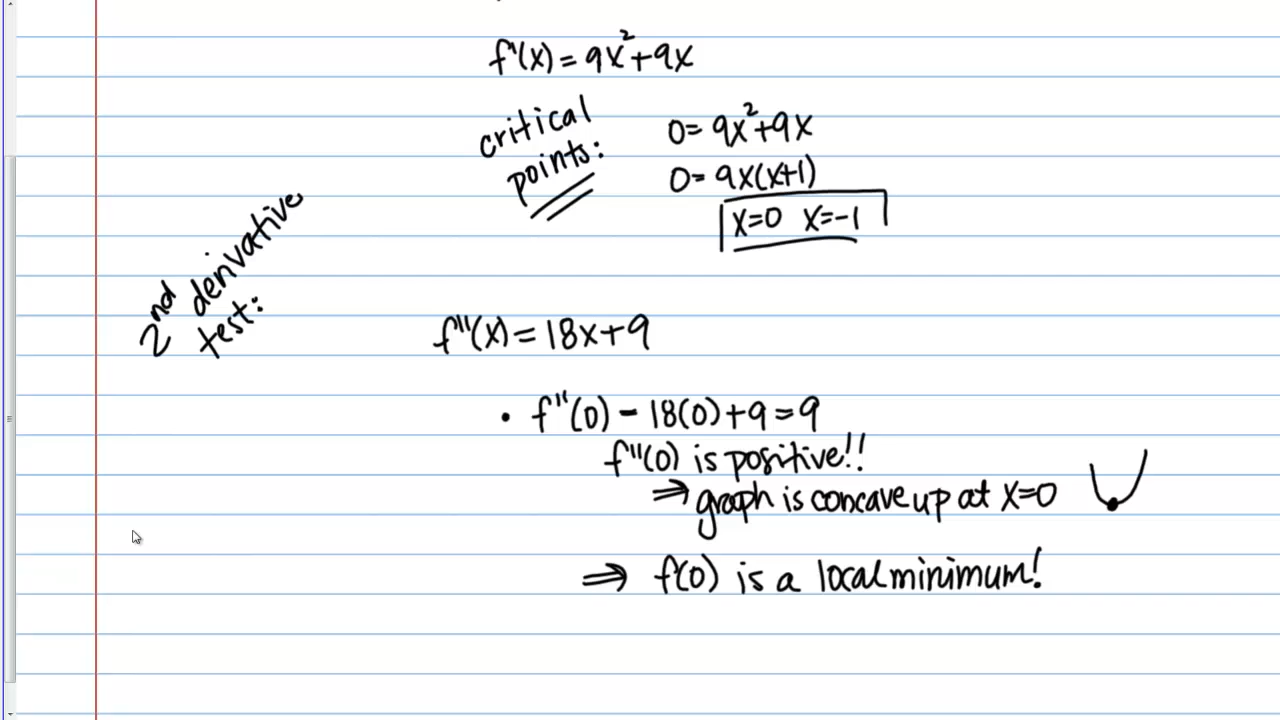 f'(x) = 9x²+9x
critical
points:
0= 9x²+9x
0= 9x(x+1)
x=0 x=-1
2nd derivative
test:
f''(x) = 18x+9
• f''(0) - 18(0)+9=9
f''(0) is positive!!
⇒ graph is concave up at x=0
⇒ f(0) is a local minimum!